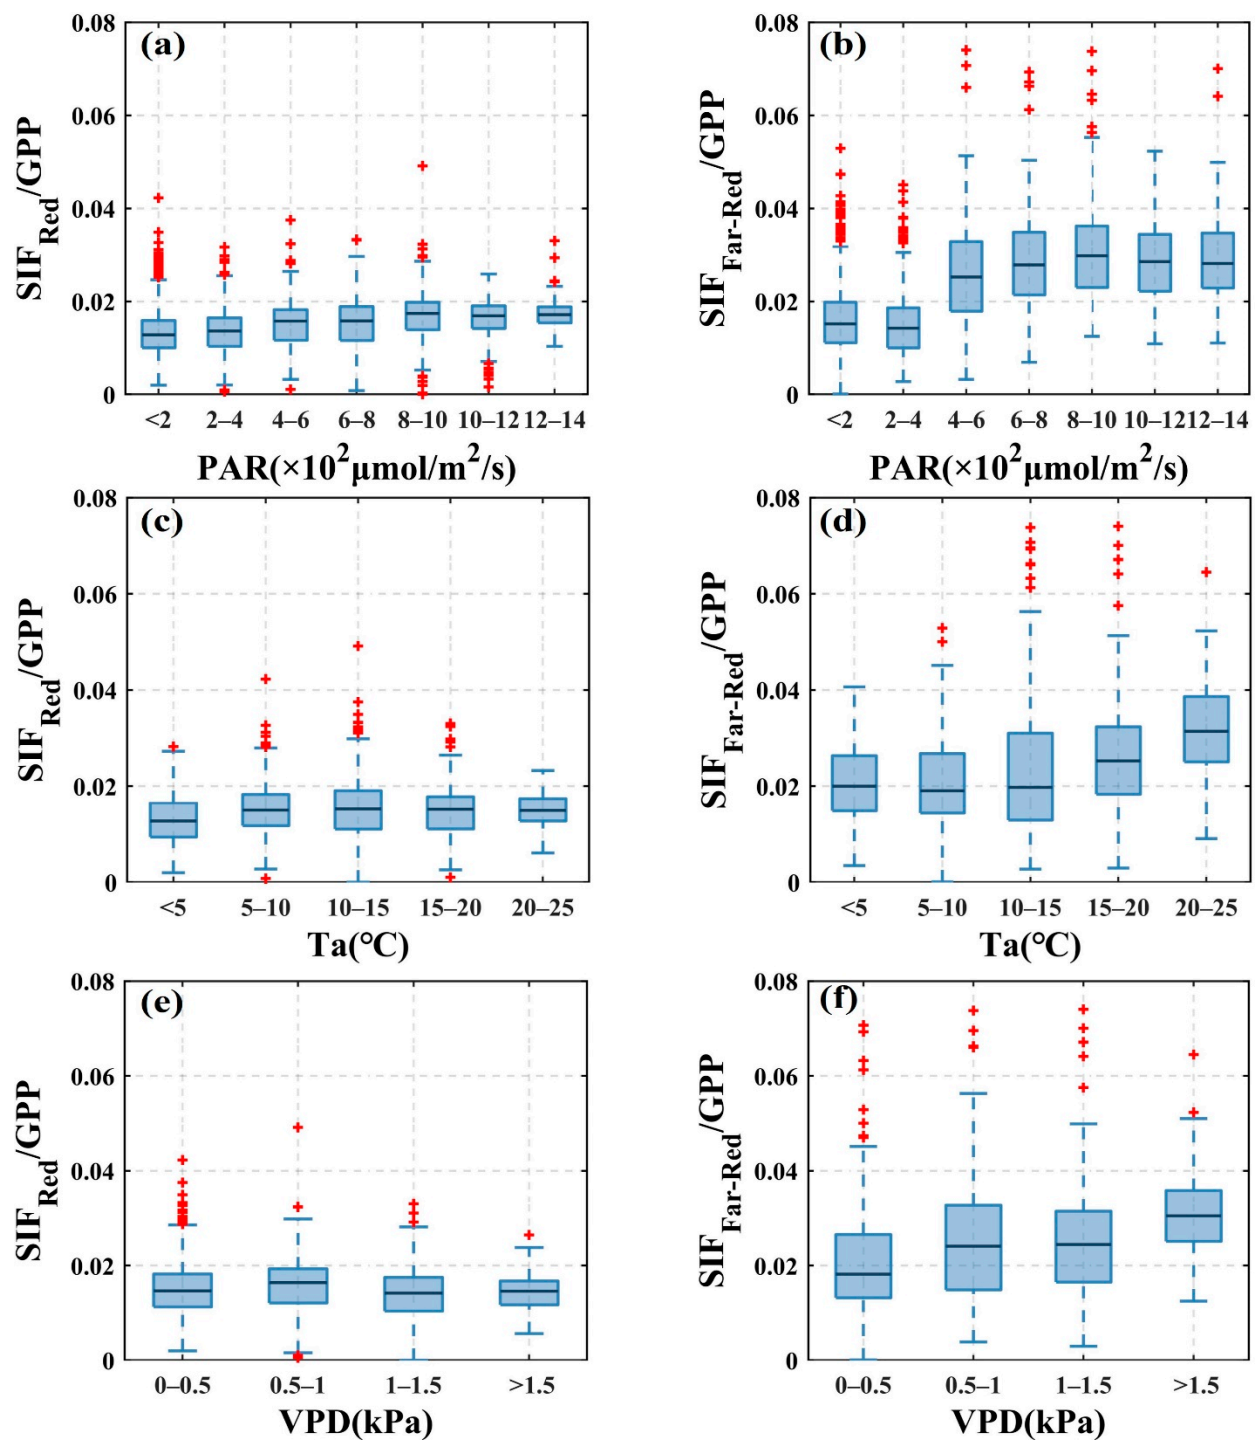 (a)
SIF_Red/GPP
0.08
0.06
0.04
0.02
0
<2 2–4 4–6 6–8 8–10 10–12 12–14
PAR(×10²μmol/m²/s)
(b)
SIF_Far-Red/GPP
0.08
0.06
0.04
0.02
0
<2 2–4 4–6 6–8 8–10 10–12 12–14
PAR(×10²μmol/m²/s)
(c)
SIF_Red/GPP
0.08
0.06
0.04
0.02
0
<5 5–10 10–15 15–20 20–25
Ta(°C)
(d)
SIF_Far-Red/GPP
0.08
0.06
0.04
0.02
0
<5 5–10 10–15 15–20 20–25
Ta(°C)
(e)
SIF_Red/GPP
0.08
0.06
0.04
0.02
0
0–0.5 0.5–1 1–1.5 >1.5
VPD(kPa)
(f)
SIF_Far-Red/GPP
0.08
0.06
0.04
0.02
0
0–0.5 0.5–1 1–1.5 >1.5
VPD(kPa)